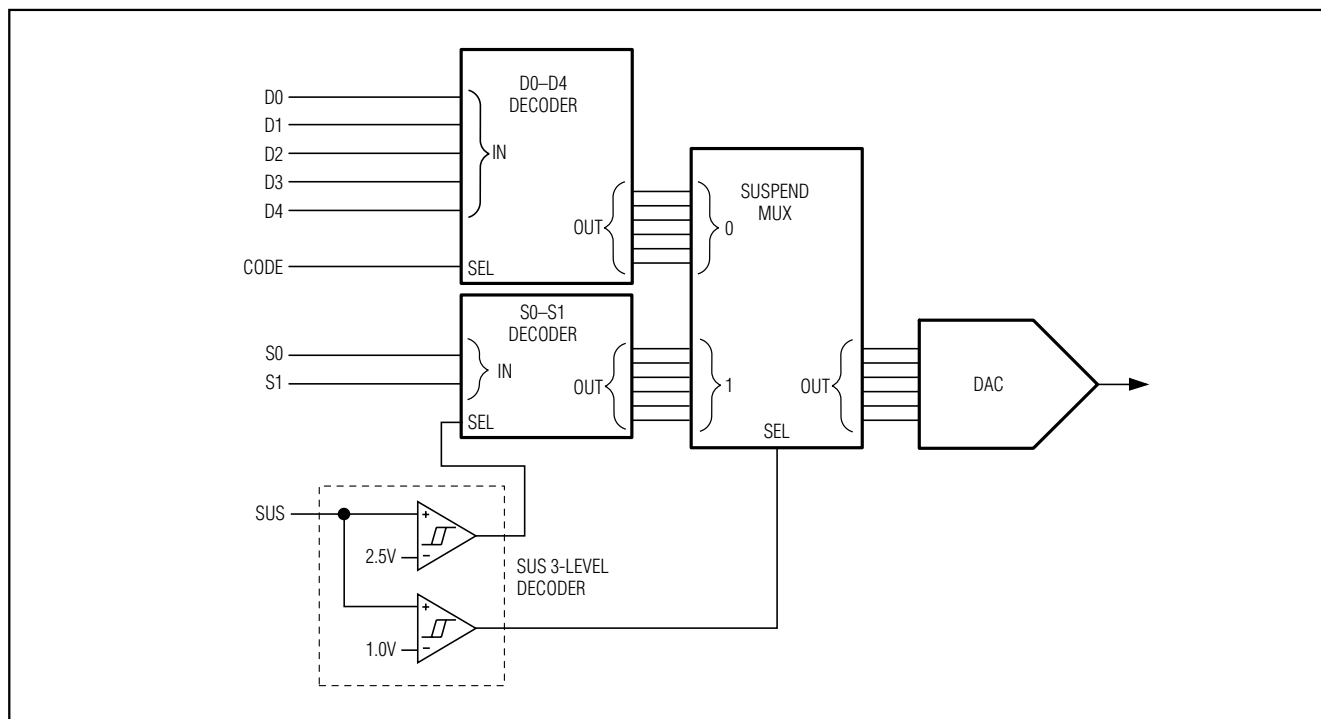 D0
D1
D2
D3
D4
CODE
D0–D4
DECODER
IN
OUT
SEL
S0
S1
S0–S1
DECODER
IN
OUT
SEL
SUSPEND
MUX
0
1
OUT
SEL
DAC
SUS
+
2.5V
−
+
1.0V
−
SUS 3-LEVEL
DECODER